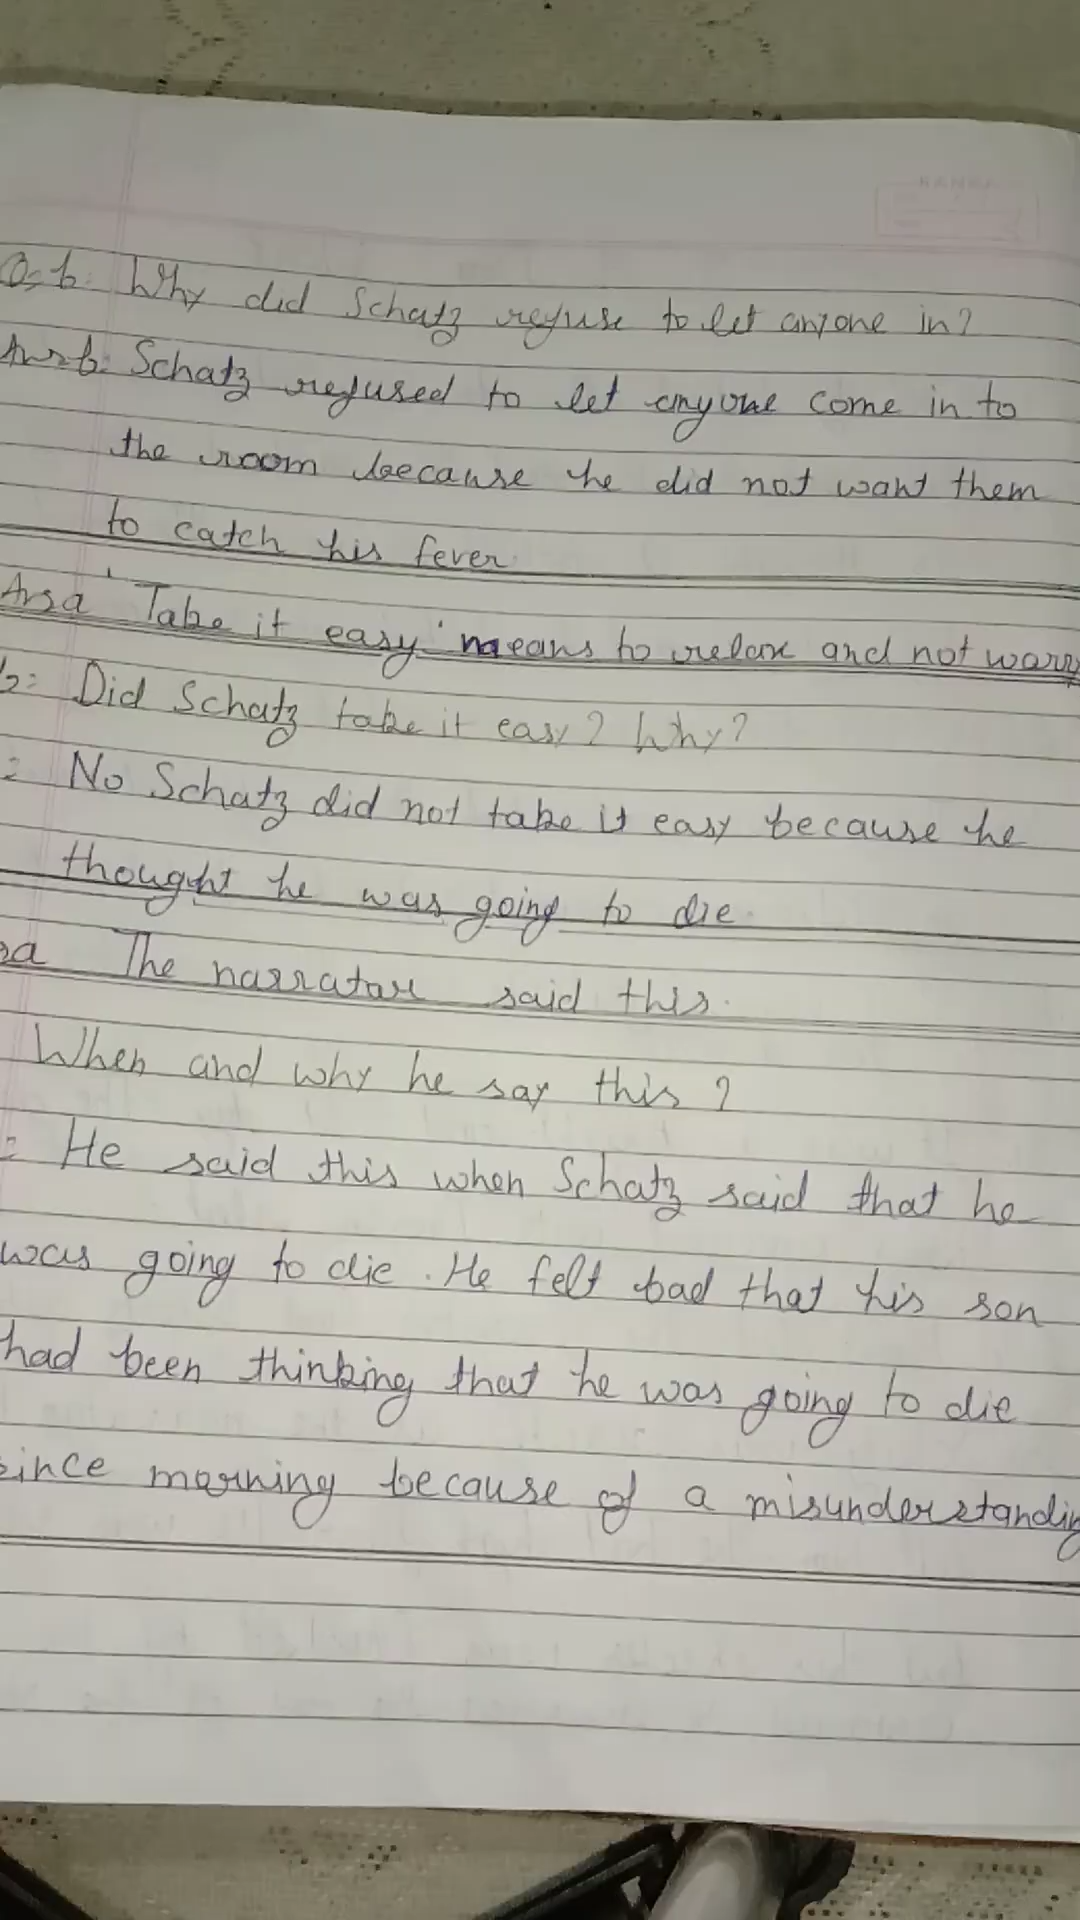 Q,b. Why did Schatz refuse to let anyone in?
Ans b: Schatz refused to let anyone come in to
the room because he did not want them
to catch his fever.
Ans a 'Take it easy' means to relax and not worry
Did Schatz take it easy? Why?
No Schatz did not take it easy because he
thought he was going to die.
a The narrator said this.
When and why he say this?
He said this when Schatz said that he
was going to die. He felt bad that his son
had been thinking that he was going to die
since morning because of a misunderstanding